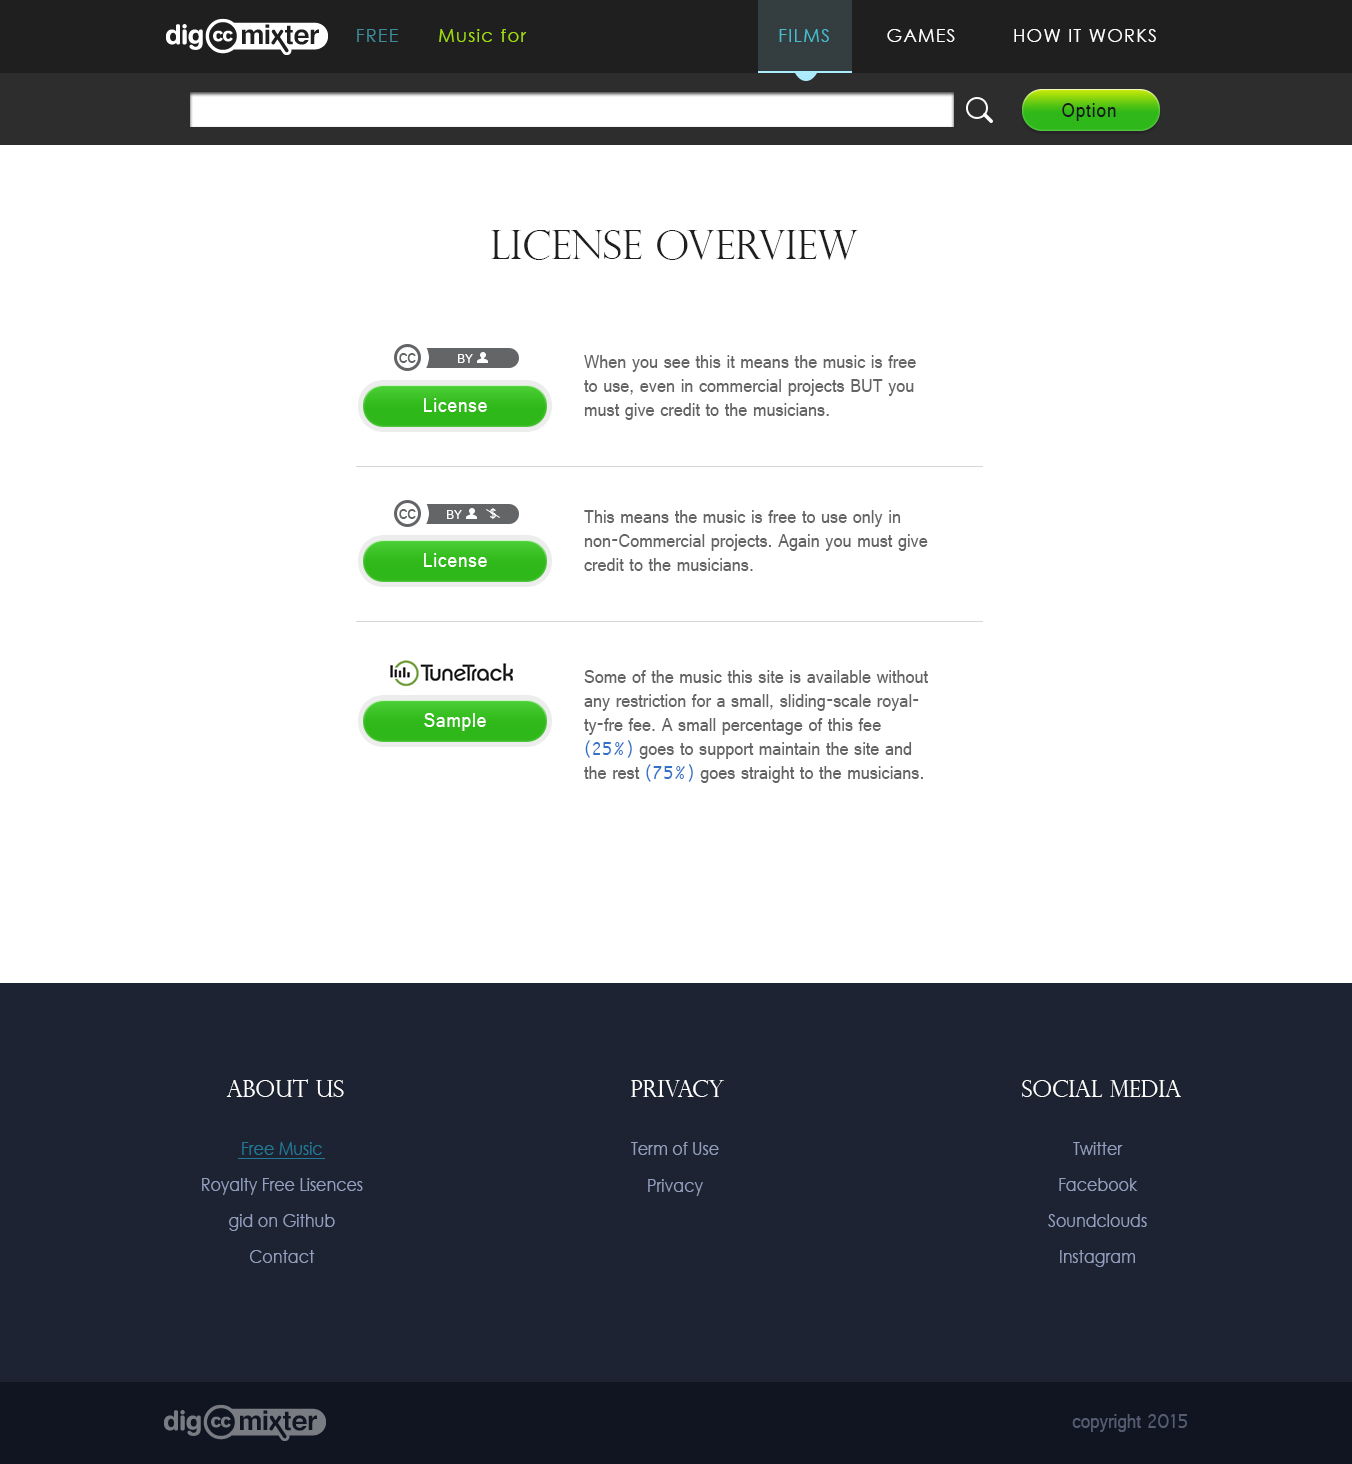 dig cc mixter FREE Music for FILMS GAMES HOW IT WORKS
Option
LICENSE OVERVIEW
CC BY
License
When you see this it means the music is free
to use, even in commercial projects BUT you
must give credit to the musicians.
CC BY $
License
This means the music is free to use only in
non-Commercial projects. Again you must give
credit to the musicians.
TuneTrack
Sample
Some of the music this site is available without
any restriction for a small, sliding-scale royal-
ty-fre fee. A small percentage of this fee
(25%) goes to support maintain the site and
the rest (75%) goes straight to the musicians.
ABOUT US
Free Music
Royalty Free Lisences
gid on Github
Contact
PRIVACY
Term of Use
Privacy
SOCIAL MEDIA
Twitter
Facebook
Soundclouds
Instagram
dig cc mixter
copyright 2015